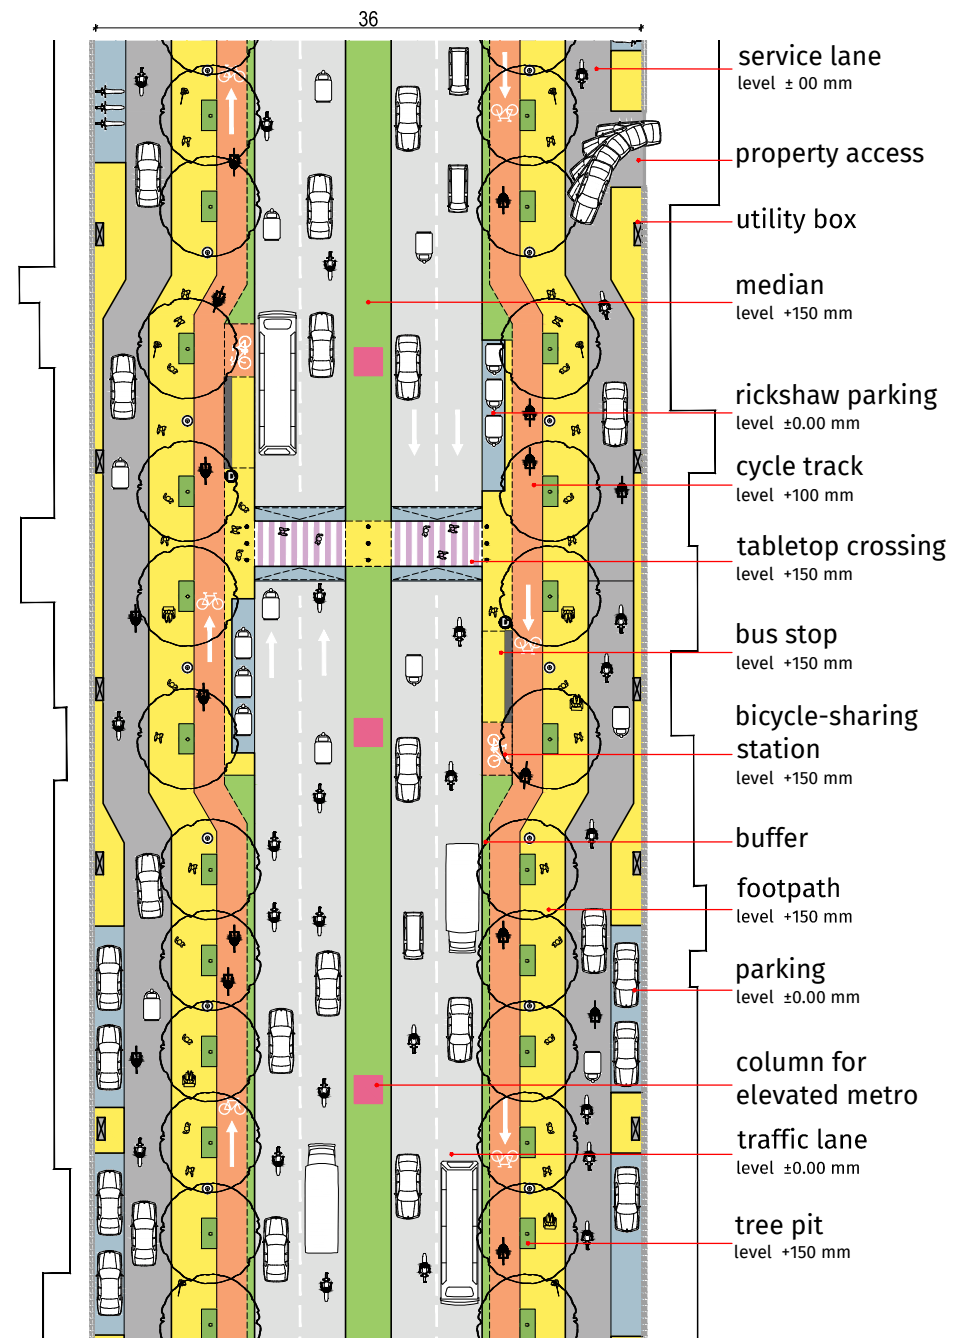 36
service lane
level ± 00 mm
property access
utility box
median
level +150 mm
rickshaw parking
level ±0.00 mm
cycle track
level +100 mm
tabletop crossing
level +150 mm
bus stop
level +150 mm
bicycle-sharing
station
level +150 mm
buffer
footpath
level +150 mm
parking
level ±0.00 mm
column for
elevated metro
traffic lane
level ±0.00 mm
tree pit
level +150 mm